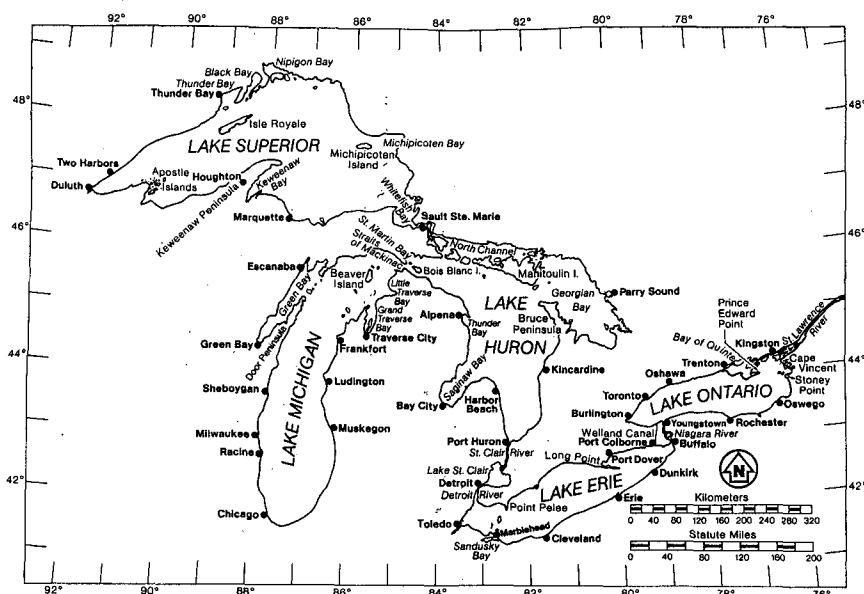 90° 88° 86° 84° 82° 80° 78° 76°
Nipigon Bay
Black Bay
Thunder Bay
Thunder Bay
48°
48°
Isle Royale
LAKE SUPERIOR
Michipicoten Bay
Michipicoten
Island
Two Harbors
Apostle
Islands
Houghton
Keweenaw
Bay
Duluth
Keweenaw Peninsula
Whitefish
Bay
Marquette
Sault Ste. Marie
46°
46°
St. Martin Bay
Straits
of Mackinac
North Channel
Escanaba
Beaver
Island
Bois Blanc I.
Manitoulin I.
Green Bay
Little
Traverse
Bay
Georgian
Bay
Parry Sound
Grand
Traverse
Bay
Alpena
Thunder
Bay
LAKE
HURON
Bruce
Peninsula
Prince
Edward
Point
Green Bay
Door Peninsula
Traverse City
Frankfort
Kingston
St Lawrence
River
Bay of Quinte
44°
44°
Trenton
Cape
Vincent
Stoney
Point
Saginaw Bay
Kincardine
Oshawa
Sheboygan
LAKE MICHIGAN
Ludington
Toronto
LAKE ONTARIO
Bay City
Harbor
Beach
Oswego
Burlington
Milwaukee
Muskegon
Youngstown
Rochester
Racine
Port Huron
Welland Canal
Niagara River
St. Clair River
Port Colborne
Buffalo
Long Point
Port Dover
N
Lake St. Clair
42°
42°
Detroit
LAKE ERIE
Dunkirk
Detroit River
Point Pelee
Erie
Kilometers
0 40 80 120 160 200 240 280 320
Chicago
Toledo
Marblehead
Statute Miles
Sandusky
Bay
Cleveland
0 40 80 120 160 200
92° 90° 88° 86° 84° 82° 80° 78° 76°